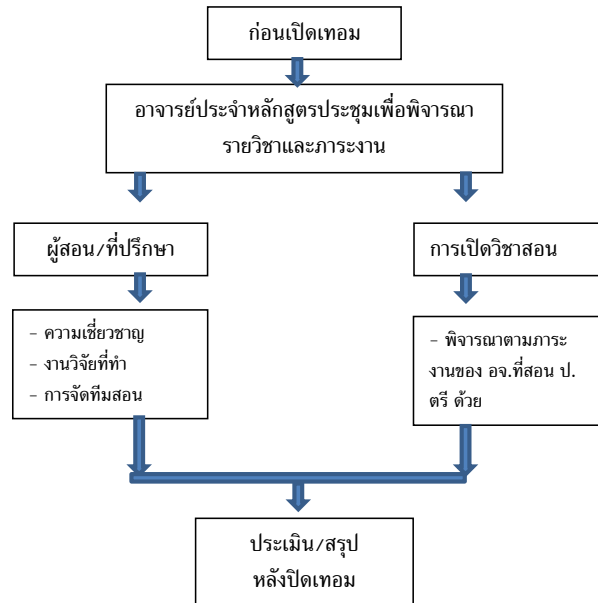 ก่อนเปิดเทอม
อาจารย์ประจำหลักสูตรประชุมเพื่อพิจารณา
รายวิชาและภาระงาน
ผู้สอน/ที่ปรึกษา
การเปิดวิชาสอน
- ความเชี่ยวชาญ
- งานวิจัยที่ทำ
- การจัดทีมสอน
- พิจารณาตามภาระ
งานของ อจ.ที่สอน ป.
ตรี ด้วย
ประเมิน/สรุป
หลังปิดเทอม